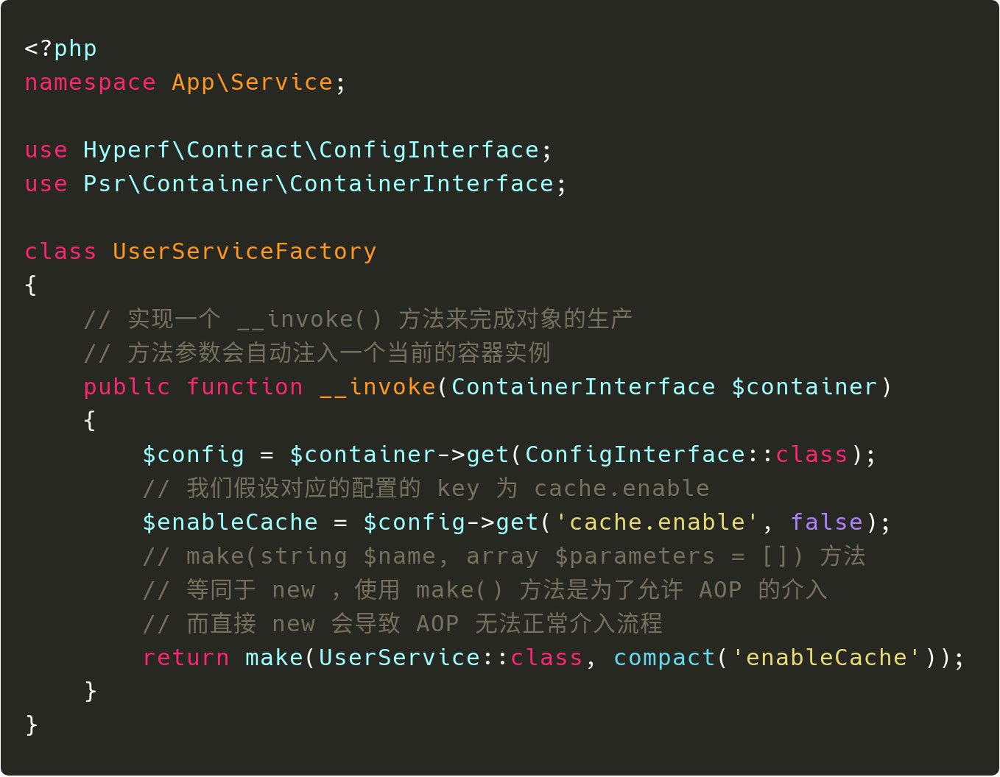 <?php
namespace App\Service;

use Hyperf\Contract\ConfigInterface;
use Psr\Container\ContainerInterface;

class UserServiceFactory
{
    // 实现一个 __invoke() 方法来完成对象的生产
    // 方法参数会自动注入一个当前的容器实例
    public function __invoke(ContainerInterface $container)
    {
        $config = $container->get(ConfigInterface::class);
        // 我们假设对应的配置的 key 为 cache.enable
        $enableCache = $config->get('cache.enable', false);
        // make(string $name, array $parameters = []) 方法
        // 等同于 new ，使用 make() 方法是为了允许 AOP 的介入
        // 而直接 new 会导致 AOP 无法正常介入流程
        return make(UserService::class, compact('enableCache'));
    }
}